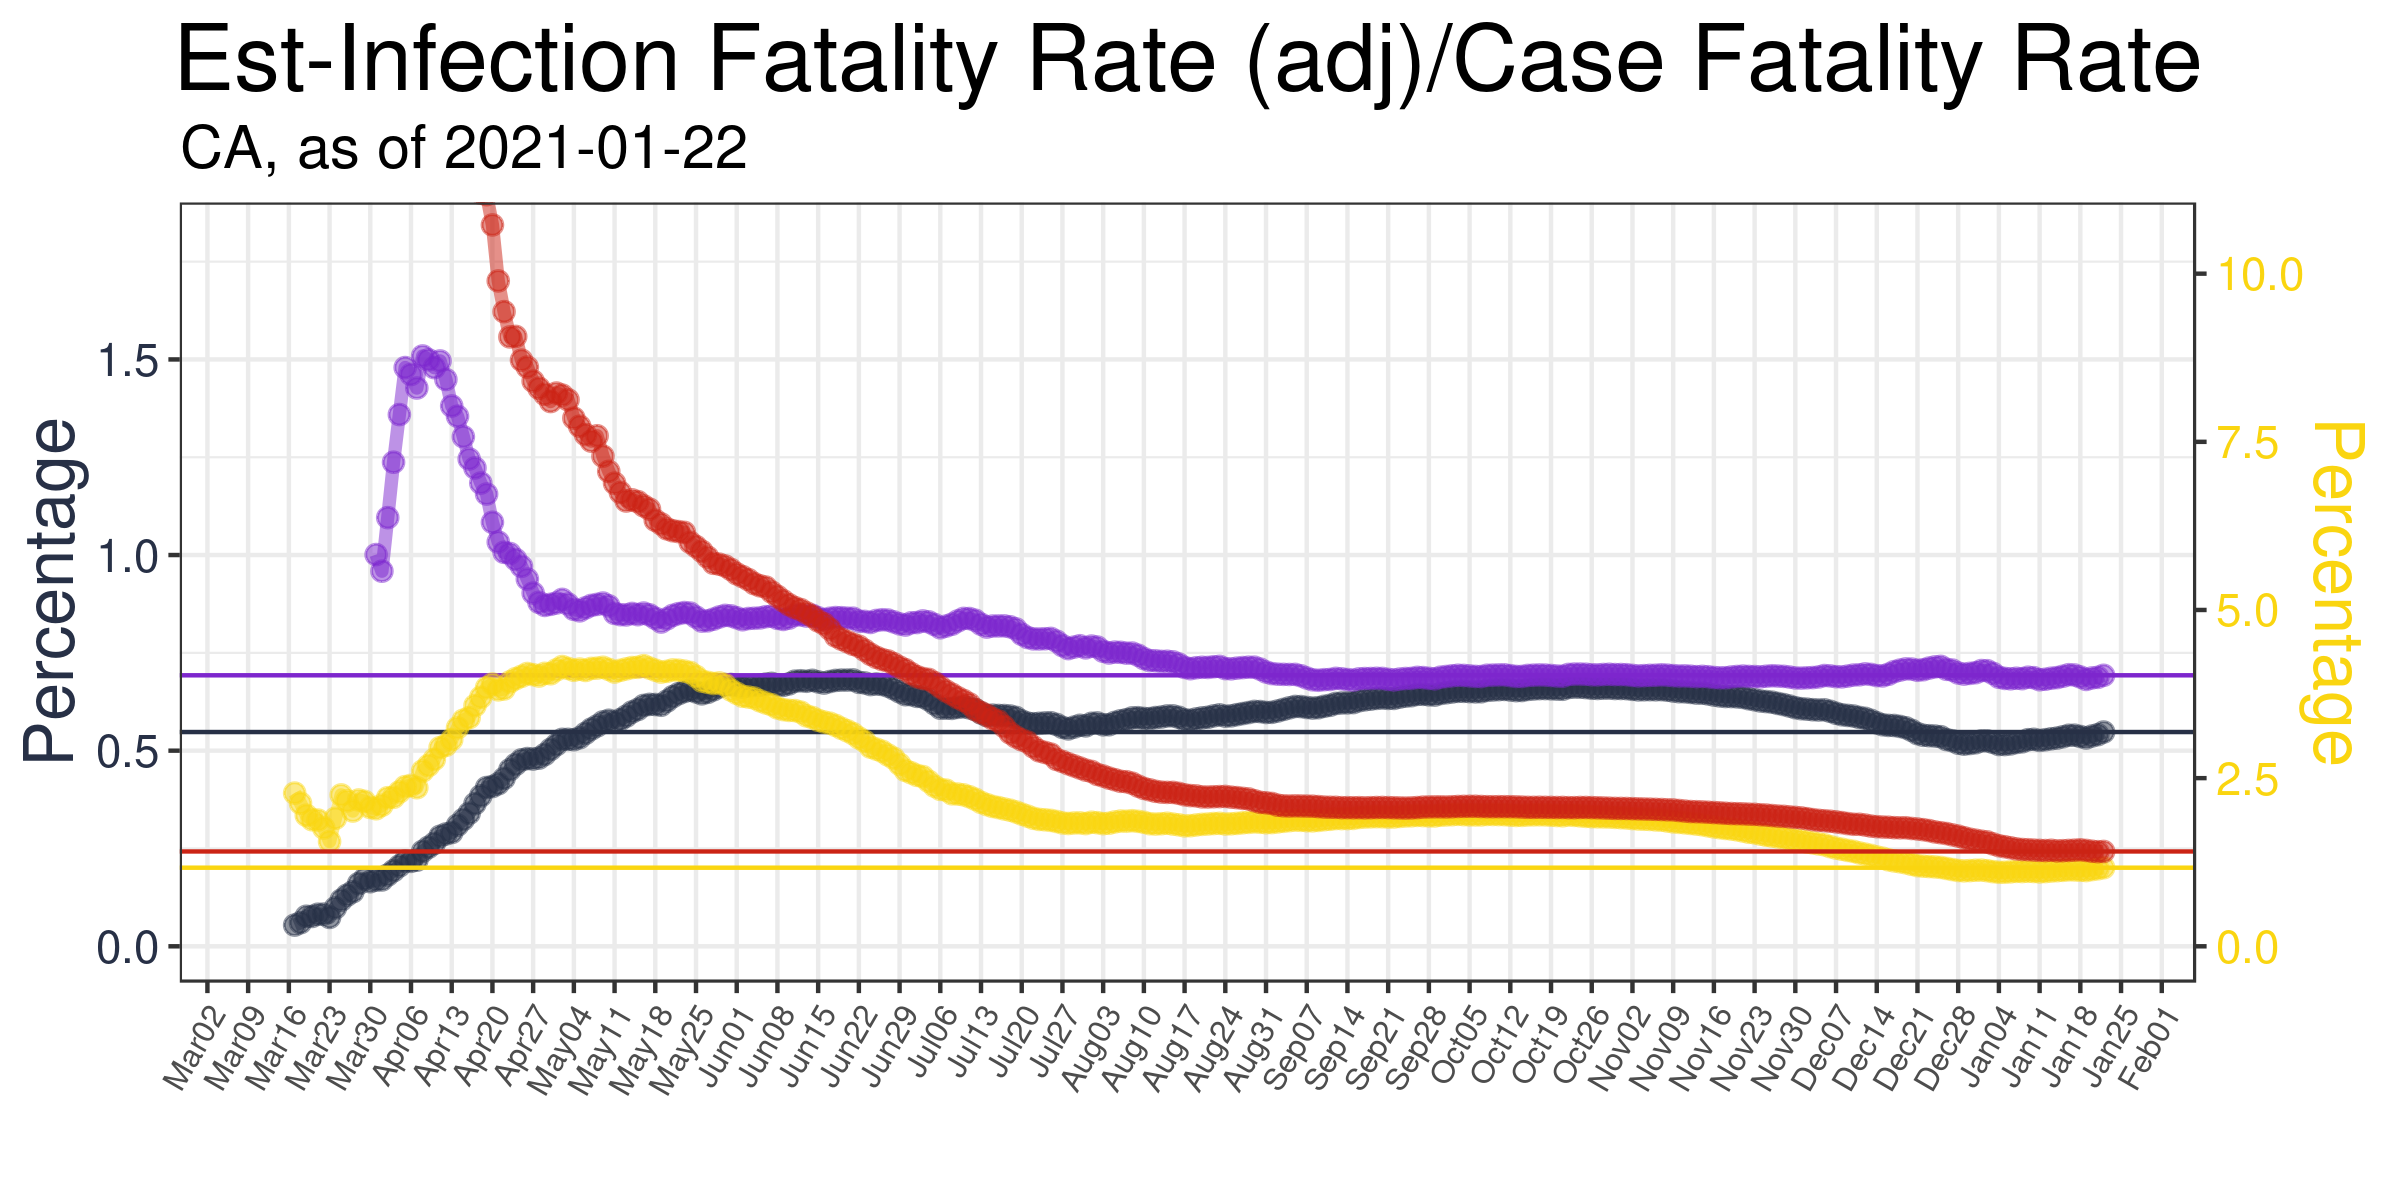 Est-Infection Fatality Rate (adj)/Case Fatality Rate
CA, as of 2021-01-22
Percentage
1.5
1.0
0.5
0.0
10.0
7.5
5.0
2.5
0.0
Percentage
Mar02
Mar09
Mar16
Mar23
Mar30
Apr06
Apr13
Apr20
Apr27
May04
May11
May18
May25
Jun01
Jun08
Jun15
Jun22
Jun29
Jul06
Jul13
Jul20
Jul27
Aug03
Aug10
Aug17
Aug24
Aug31
Sep07
Sep14
Sep21
Sep28
Oct05
Oct12
Oct19
Oct26
Nov02
Nov09
Nov16
Nov23
Nov30
Dec07
Dec14
Dec21
Dec28
Jan04
Jan11
Jan18
Jan25
Feb01